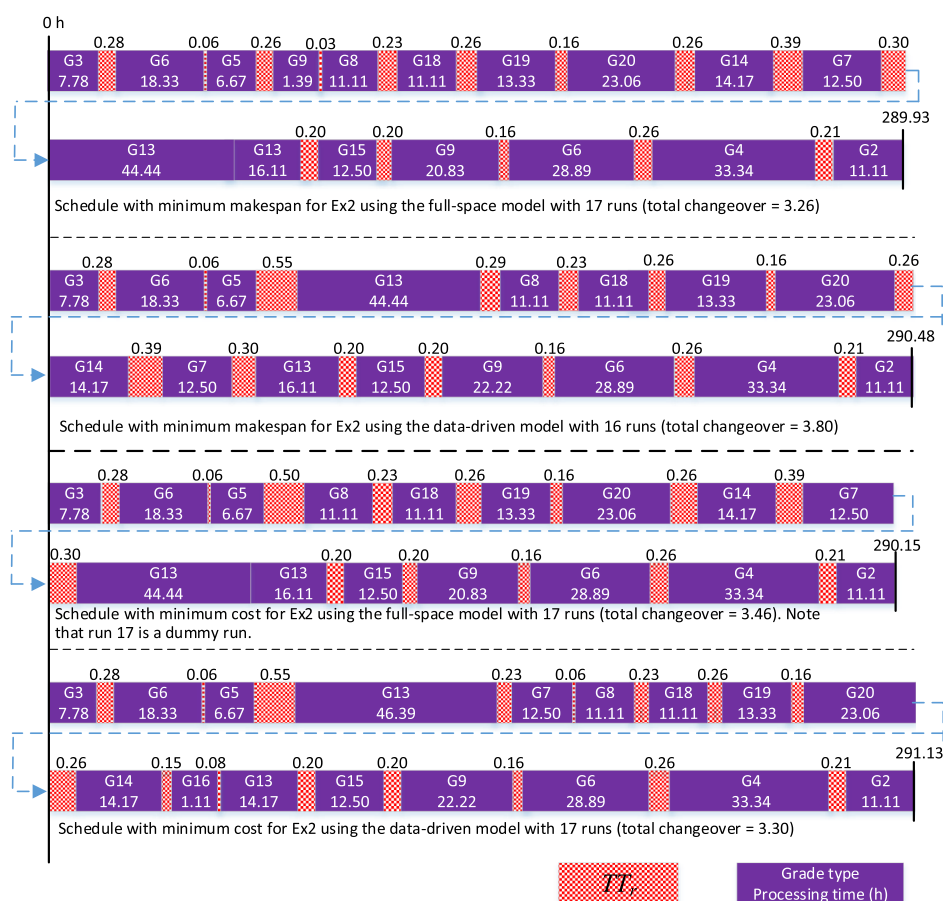 0 h
0.28 0.06 0.26 0.03 0.23 0.26 0.16 0.26 0.39 0.30
G3 G6 G5 G9 G8 G18 G19 G20 G14 G7
7.78 18.33 6.67 1.39 11.11 11.11 13.33 23.06 14.17 12.50
289.93
0.20 0.20 0.16 0.26 0.21
G13 G13 G15 G9 G6 G4 G2
44.44 16.11 12.50 20.83 28.89 33.34 11.11
Schedule with minimum makespan for Ex2 using the full-space model with 17 runs (total changeover = 3.26)
0.28 0.06 0.55 0.29 0.23 0.26 0.16 0.26
G3 G6 G5 G13 G8 G18 G19 G20
7.78 18.33 6.67 44.44 11.11 11.11 13.33 23.06
290.48
0.39 0.30 0.20 0.20 0.16 0.26 0.21
G14 G7 G13 G15 G9 G6 G4 G2
14.17 12.50 16.11 12.50 22.22 28.89 33.34 11.11
Schedule with minimum makespan for Ex2 using the data-driven model with 16 runs (total changeover = 3.80)
0.28 0.06 0.50 0.23 0.26 0.16 0.26 0.39
G3 G6 G5 G8 G18 G19 G20 G14 G7
7.78 18.33 6.67 11.11 11.11 13.33 23.06 14.17 12.50
290.15
0.30 0.20 0.20 0.16 0.26 0.21
G13 G13 G15 G9 G6 G4 G2
44.44 16.11 12.50 20.83 28.89 33.34 11.11
Schedule with minimum cost for Ex2 using the full-space model with 17 runs (total changeover = 3.46). Note
that run 17 is a dummy run.
0.28 0.06 0.55 0.23 0.06 0.23 0.26 0.16
G3 G6 G5 G13 G7 G8 G18 G19 G20
7.78 18.33 6.67 46.39 12.50 11.11 11.11 13.33 23.06
291.13
0.26 0.15 0.08 0.20 0.20 0.16 0.26 0.21
G14 G16 G13 G15 G9 G6 G4 G2
14.17 1.11 14.17 12.50 22.22 28.89 33.34 11.11
Schedule with minimum cost for Ex2 using the data-driven model with 17 runs (total changeover = 3.30)
TTr
Grade type
Processing time (h)